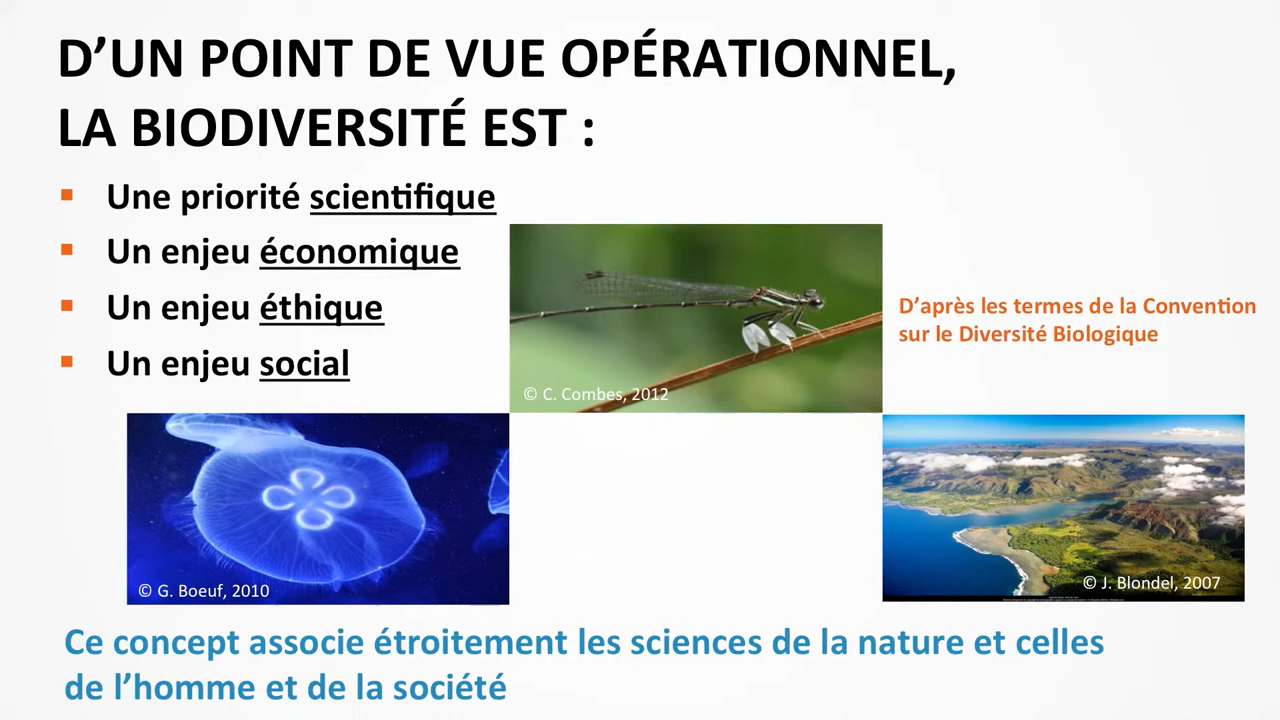 D’UN POINT DE VUE OPÉRATIONNEL,
LA BIODIVERSITÉ EST :
▪ Une priorité scientifique
▪ Un enjeu économique
▪ Un enjeu éthique
▪ Un enjeu social
D’après les termes de la Convention
sur le Diversité Biologique
© C. Combes, 2012
© G. Boeuf, 2010
© J. Blondel, 2007
Ce concept associe étroitement les sciences de la nature et celles
de l’homme et de la société